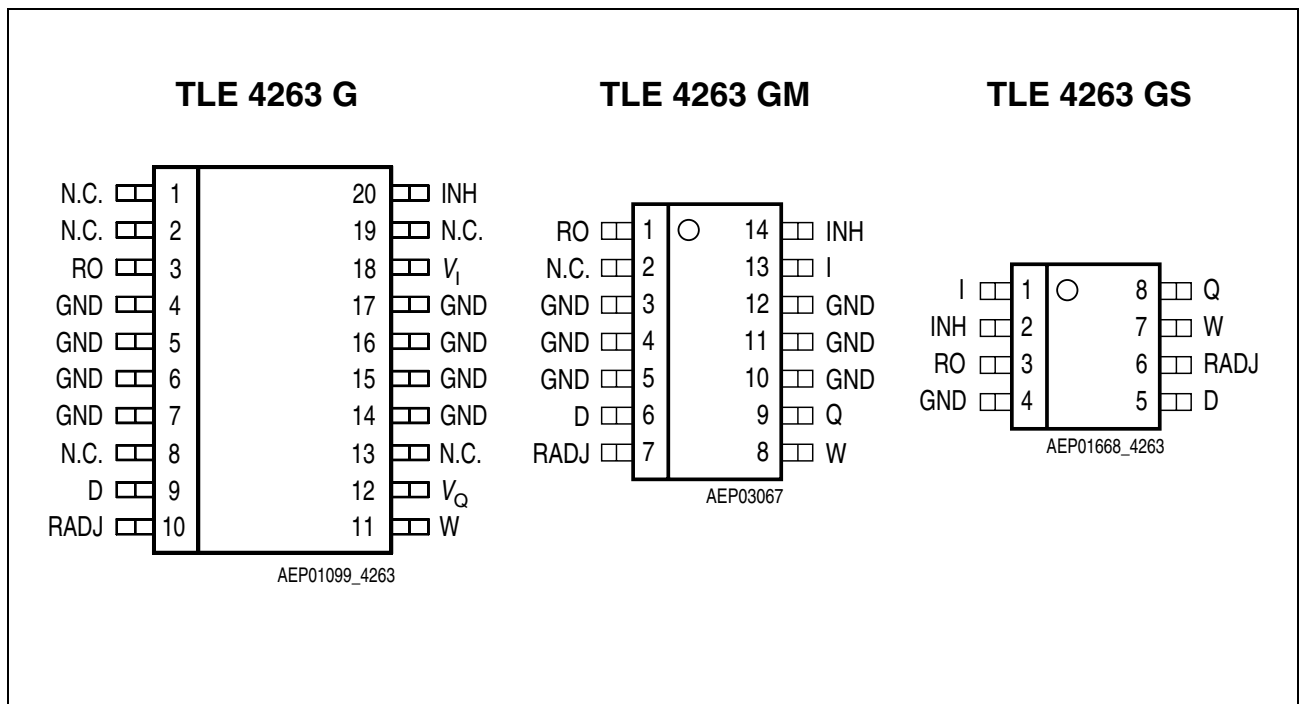 TLE 4263 G
N.C. 1 20 INH
N.C. 2 19 N.C.
RO 3 18 VI
GND 4 17 GND
GND 5 16 GND
GND 6 15 GND
GND 7 14 GND
N.C. 8 13 N.C.
D 9 12 VQ
RADJ 10 11 W
AEP01099_4263
TLE 4263 GM
RO 1 14 INH
N.C. 2 13 I
GND 3 12 GND
GND 4 11 GND
GND 5 10 GND
D 6 9 Q
RADJ 7 8 W
AEP03067
TLE 4263 GS
I 1 8 Q
INH 2 7 W
RO 3 6 RADJ
GND 4 5 D
AEP01668_4263